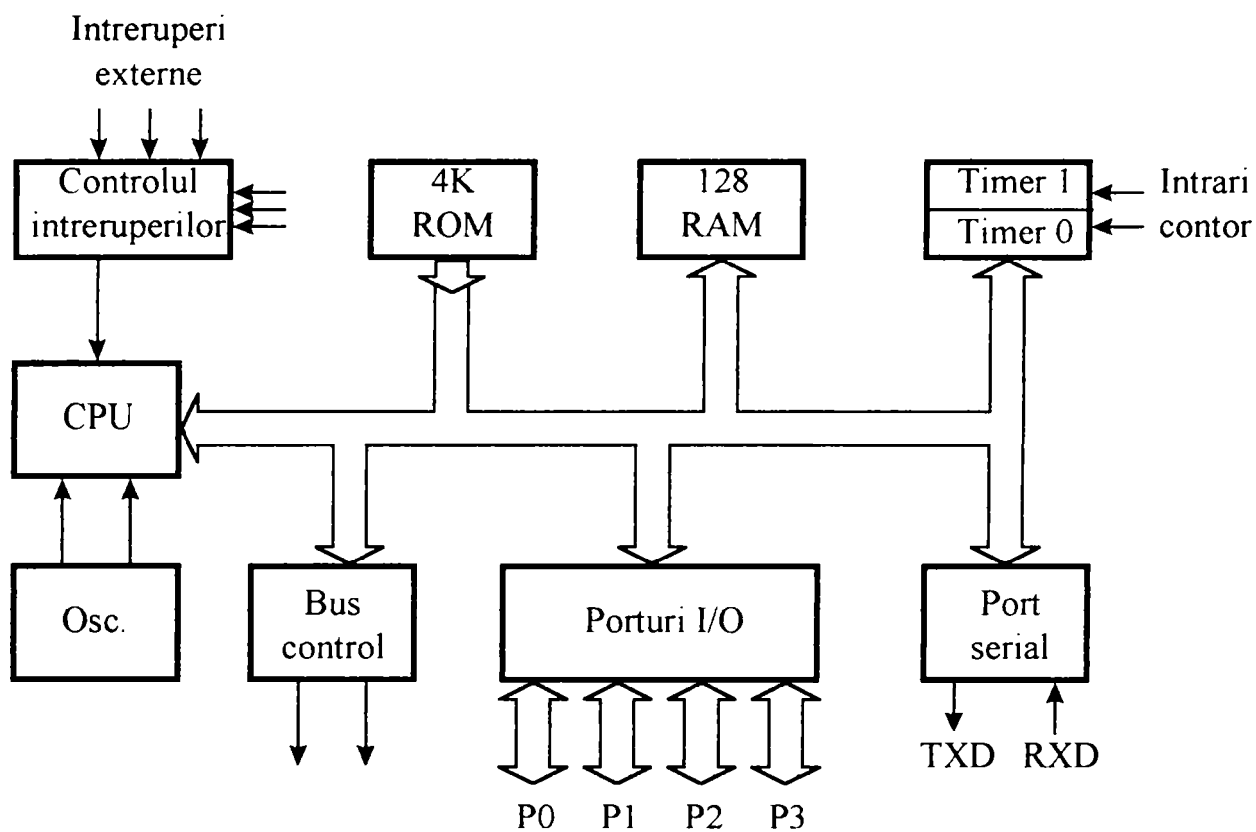 Intreruperi
externe
Controlul
intreruperilor
4K
ROM
128
RAM
Timer 1
Timer 0
Intrari
contor
CPU
Osc.
Bus
control
Porturi I/O
Port
serial
TXD
RXD
P0
P1
P2
P3